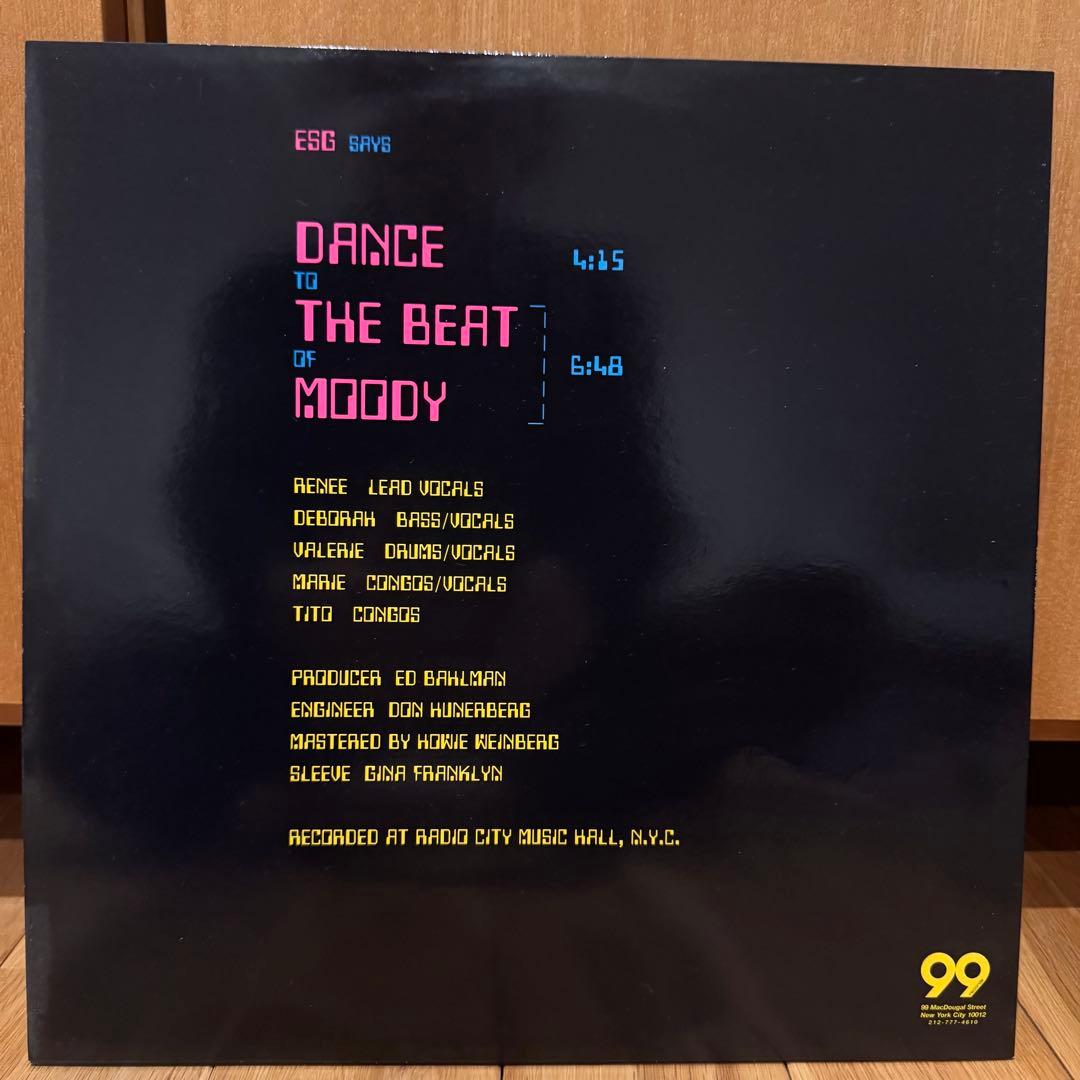 ESG SAYS
DANCE 4:15
TO
THE BEAT
OF 6:48
MOODY
RENEE LEAD VOCALS
DEBORAH BASS/VOCALS
VALERIE DRUMS/VOCALS
MARIE CONGOS/VOCALS
TITO CONGOS
PRODUCER ED BAHLMAN
ENGINEER DON HUNERBERG
MASTERED BY HOWIE WEINBERG
SLEEVE GINA FRANKLYN
RECORDED AT RADIO CITY MUSIC HALL, N.Y.C.
99
99 MacDougal Street
New York City 10012
212-777-4610